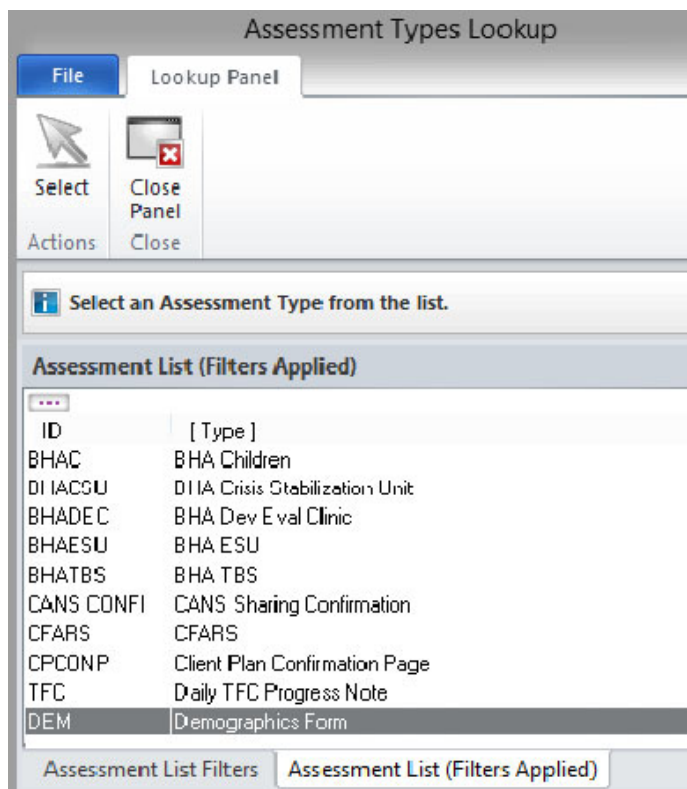 Assessment Types Lookup
File Lookup Panel
Select Close
Panel
Actions Close
Select an Assessment Type from the list.
Assessment List (Filters Applied)
ID [ Type ]
BHAC BHA Children
BHACSU BHA Crisis Stabilization Unit
BHADEC BHA Dev Eval Clinic
BHAESU BHA ESU
BHATBS BHA TBS
CANS CONFI CANS Sharing Confirmation
CFARS CFARS
CPCONP Client Plan Confirmation Page
TFC Daily TFC Progress Note
DEM Demographics Form
Assessment List Filters Assessment List (Filters Applied)